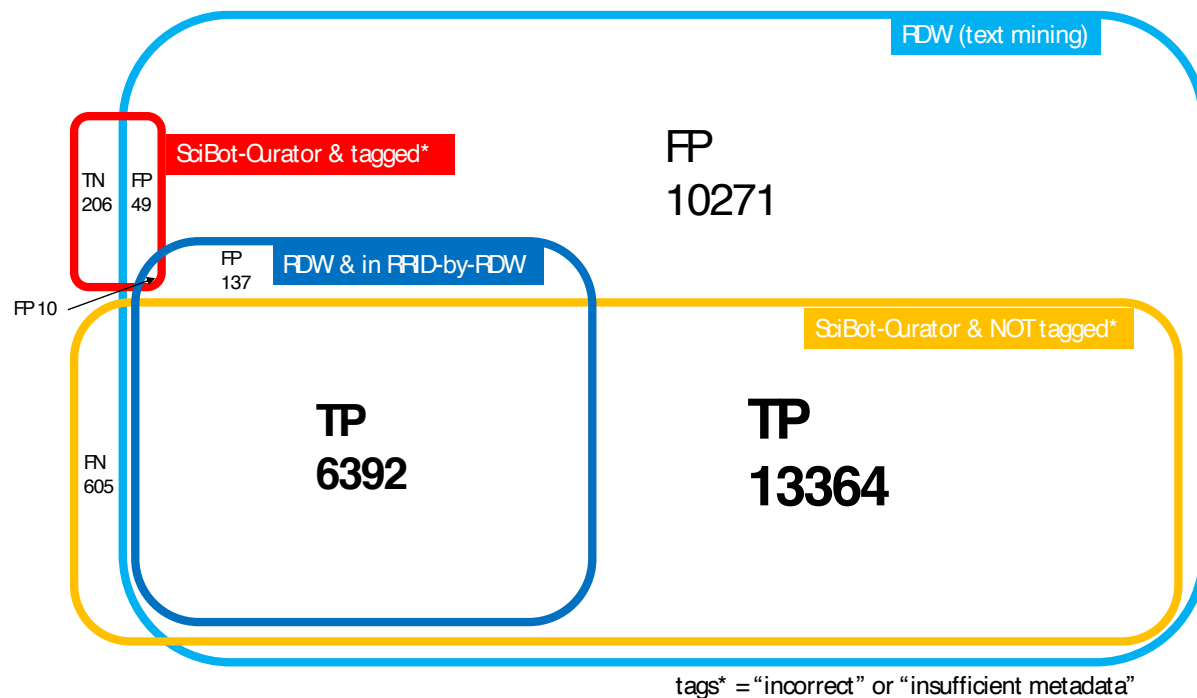 RDW (text mining)
SciBot-Curator & tagged*
FP
10271
TN
206
FP
49
FP
137
RDW & in RRID-by-RDW
FP 10
SciBot-Curator & NOT tagged*
TP
6392
TP
13364
FN
605
tags* = “incorrect” or “insufficient metadata”